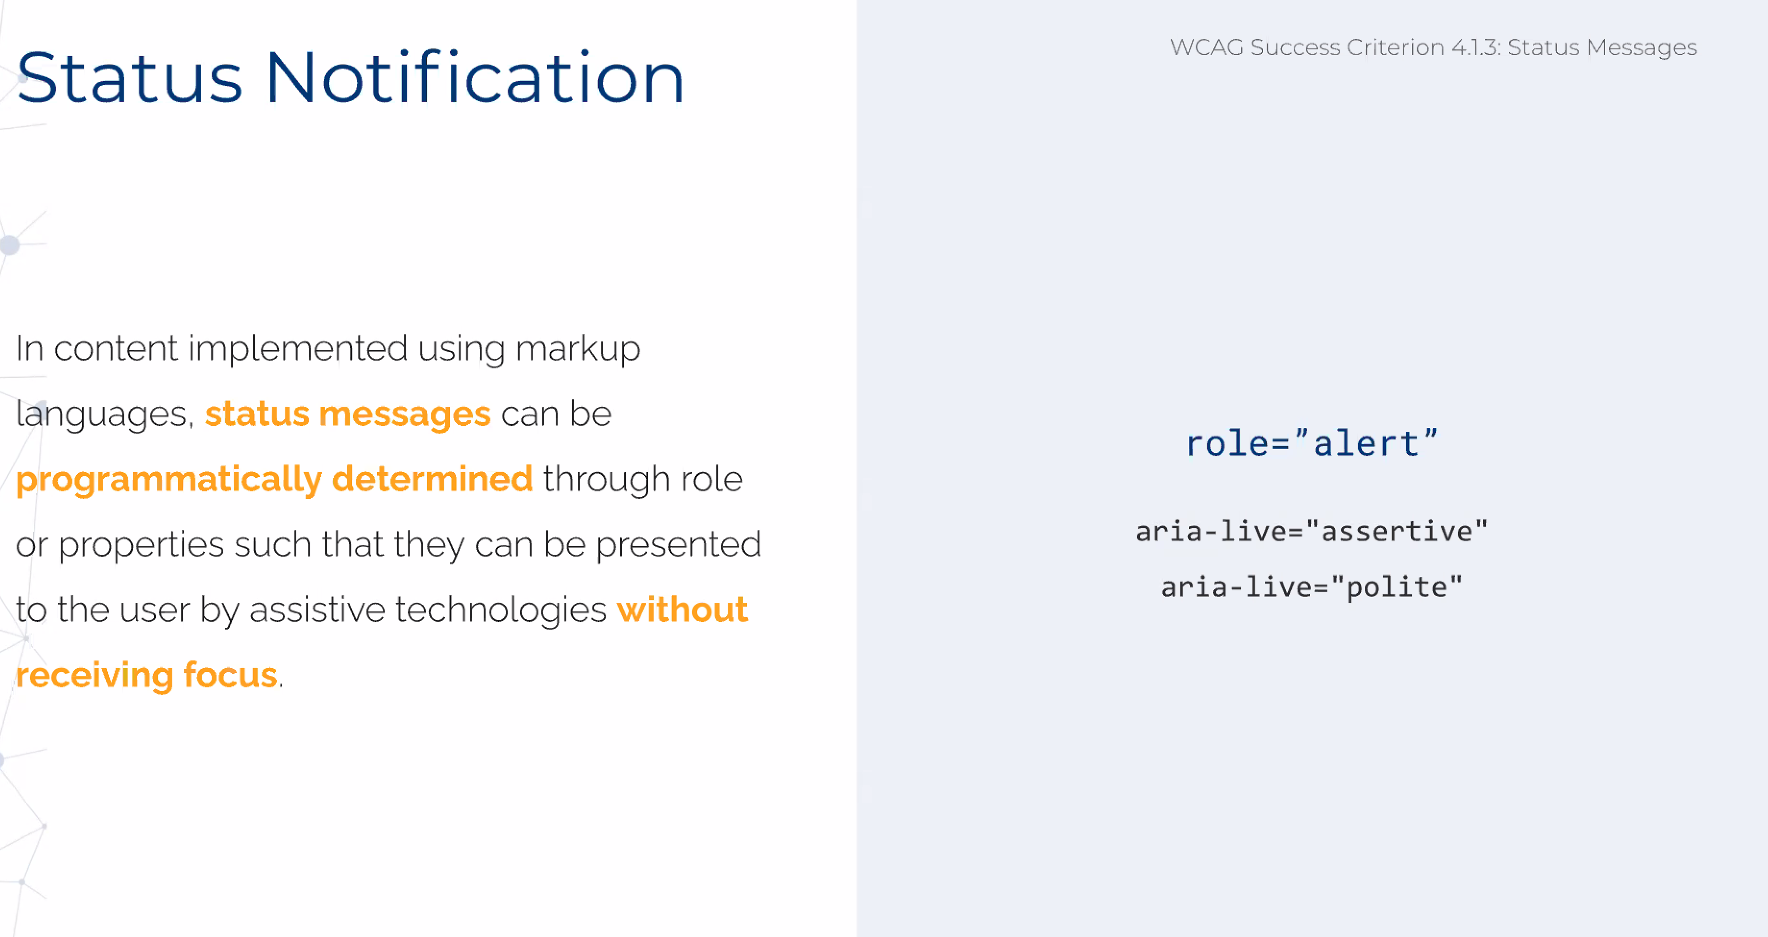 Status Notification
WCAG Success Criterion 4.1.3: Status Messages
In content implemented using markup
languages, status messages can be
programmatically determined through role
or properties such that they can be presented
to the user by assistive technologies without
receiving focus.
role=”alert”
aria-live="assertive"
aria-live="polite"